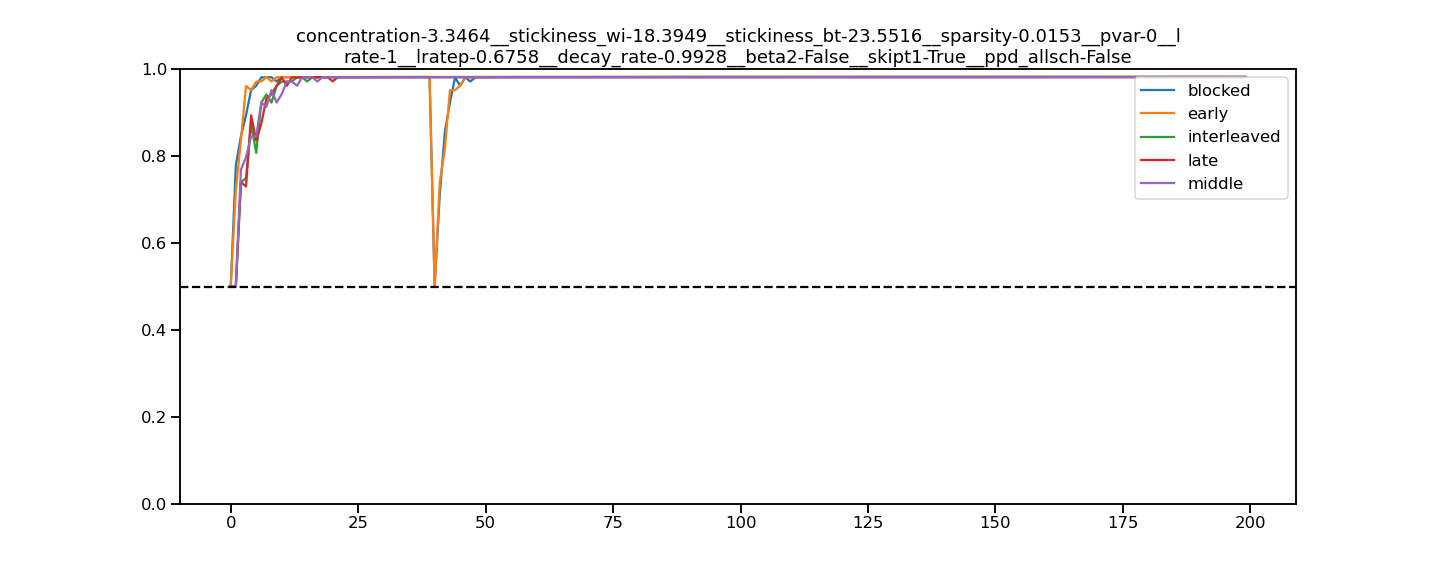 concentration-3.3464__stickiness_wi-18.3949__stickiness_bt-23.5516__sparsity-0.0153__pvar-0__l
rate-1__lratep-0.6758__decay_rate-0.9928__beta2-False__skipt1-True__ppd_allsch-False
1.0
0.8
0.6
0.4
0.2
0.0
blocked
early
interleaved
late
middle
0
25
50
75
100
125
150
175
200